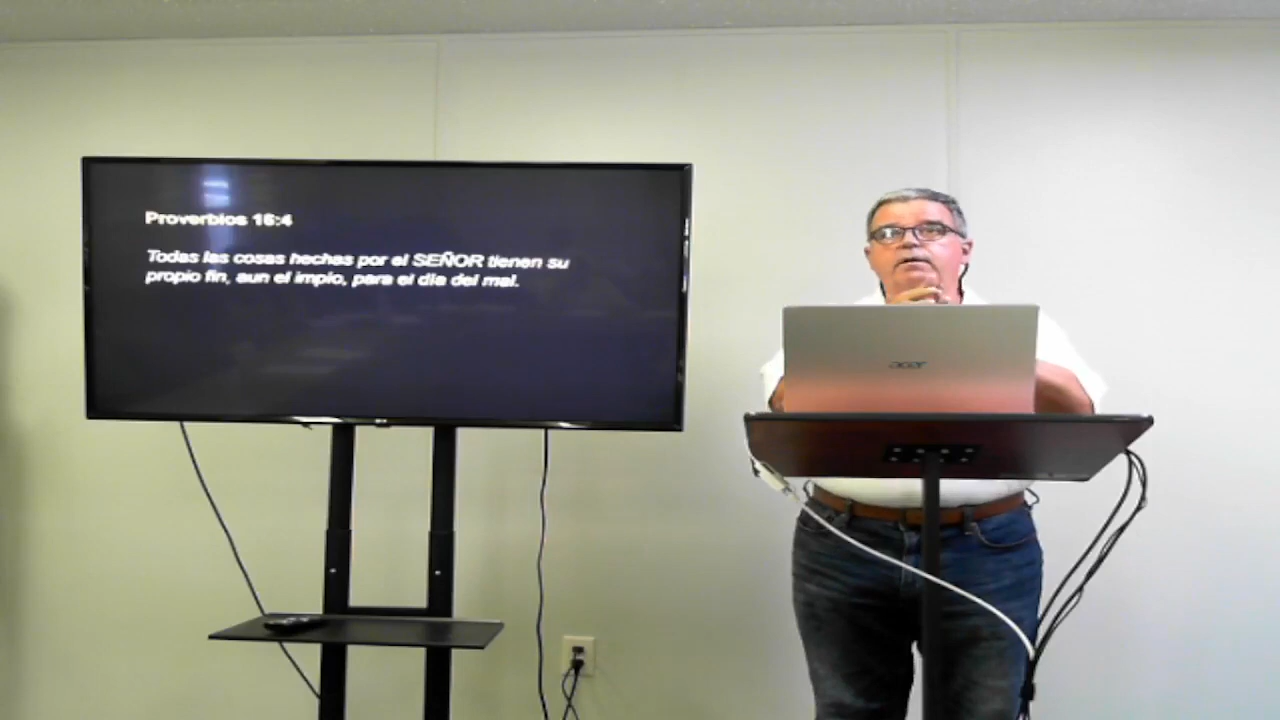 Proverbios 16:4
Todas las cosas hechas por el SEÑOR tienen su
propio fin, aun el impío, para el día del mal.
acer